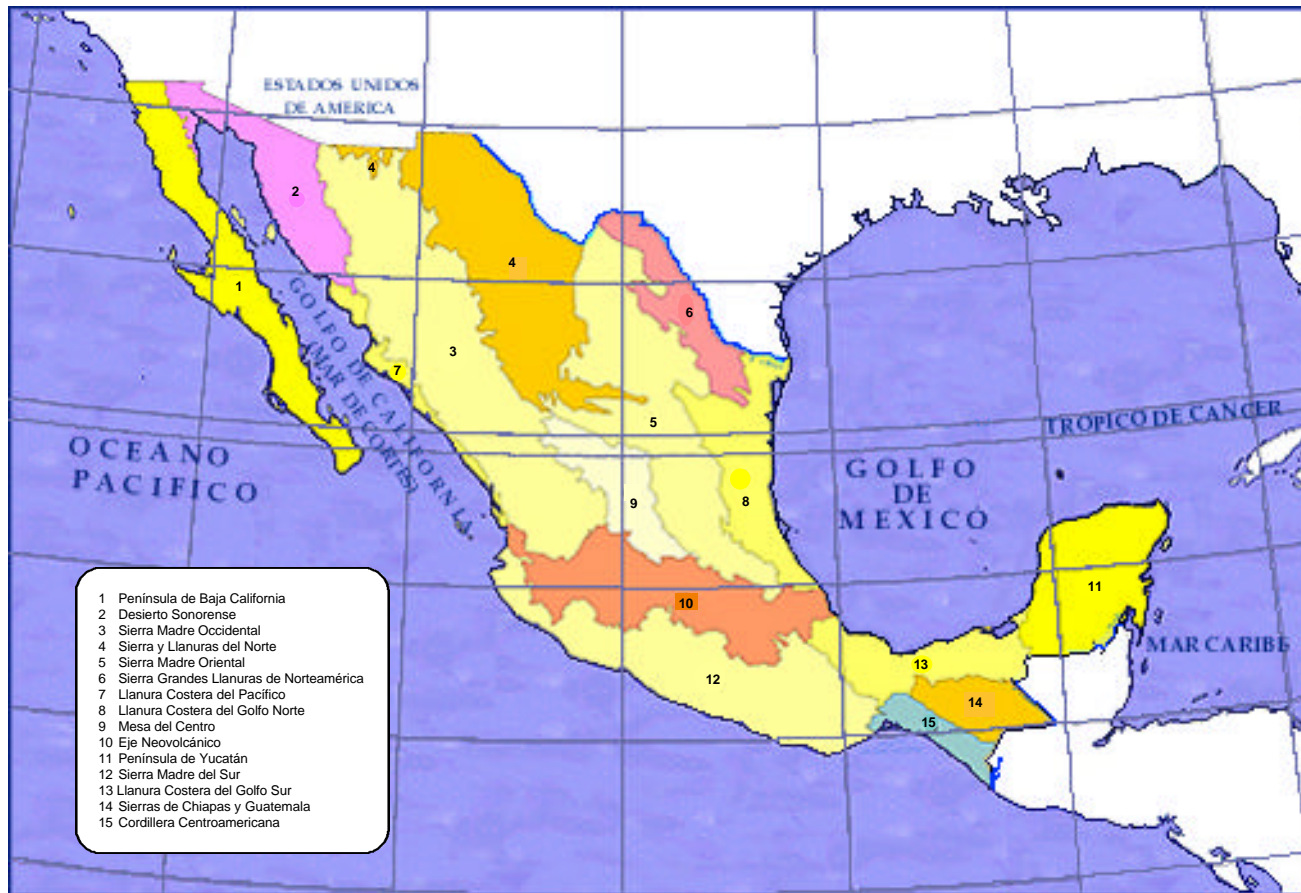 ESTADOS UNIDOS
DE AMERICA
4
2
4
1
6
3
7
5
GOLFO DE CALIFORNIA
(MAR DE CORTES)
TROPICO DE CANCER
OCEANO
PACIFICO
GOLFO
DE
MEXICO
9
8
10
11
MAR CARIBE
12
13
14
15
1 Península de Baja California
2 Desierto Sonorense
3 Sierra Madre Occidental
4 Sierra y Llanuras del Norte
5 Sierra Madre Oriental
6 Sierra Grandes Llanuras de Norteamérica
7 Llanura Costera del Pacífico
8 Llanura Costera del Golfo Norte
9 Mesa del Centro
10 Eje Neovolcánico
11 Península de Yucatán
12 Sierra Madre del Sur
13 Llanura Costera del Golfo Sur
14 Sierras de Chiapas y Guatemala
15 Cordillera Centroamericana